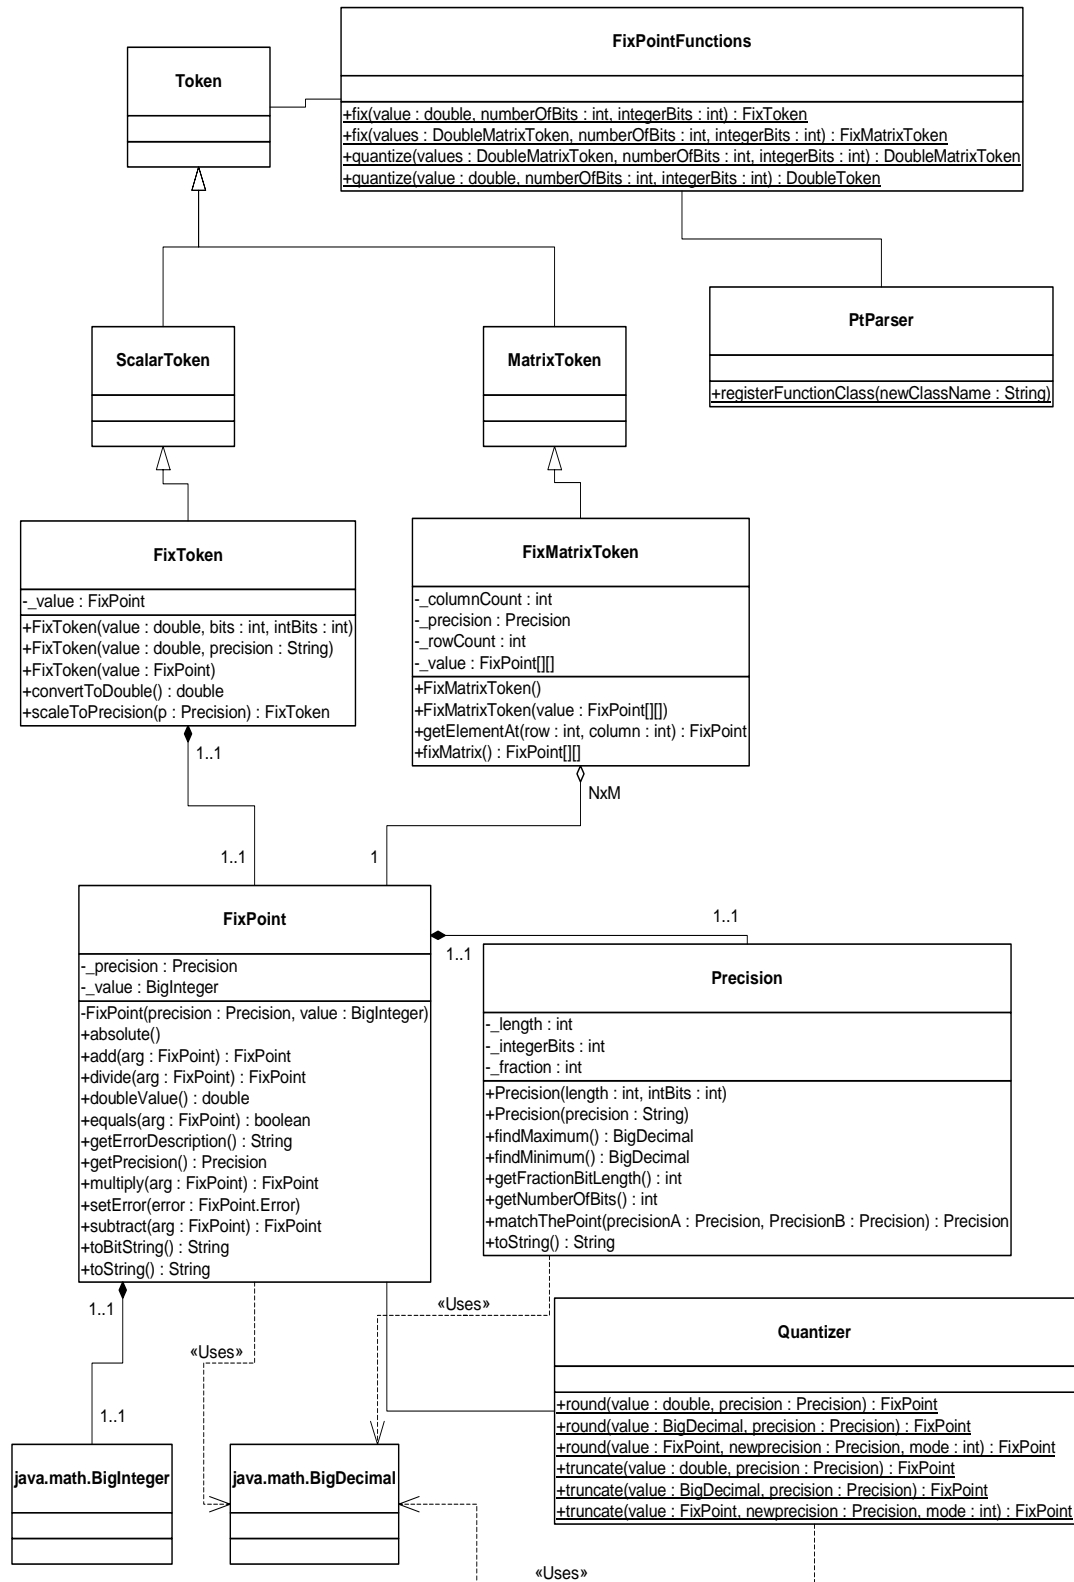 FixPointFunctions
+fix(value : double, numberOfBits : int, integerBits : int) : FixToken
+fix(values : DoubleMatrixToken, numberOfBits : int, integerBits : int) : FixMatrixToken
+quantize(values : DoubleMatrixToken, numberOfBits : int, integerBits : int) : DoubleMatrixToken
+quantize(value : double, numberOfBits : int, integerBits : int) : DoubleToken
Token
PtParser
+registerFunctionClass(newClassName : String)
ScalarToken
MatrixToken
FixToken
-_value : FixPoint
+FixToken(value : double, bits : int, intBits : int)
+FixToken(value : double, precision : String)
+FixToken(value : FixPoint)
+convertToDouble() : double
+scaleToPrecision(p : Precision) : FixToken
FixMatrixToken
-_columnCount : int
-_precision : Precision
-_rowCount : int
-_value : FixPoint[][]
+FixMatrixToken()
+FixMatrixToken(value : FixPoint[][])
+getElementAt(row : int, column : int) : FixPoint
+fixMatrix() : FixPoint[][]
1..1
NxM
1..1
1
FixPoint
-_precision : Precision
-_value : BigInteger
-FixPoint(precision : Precision, value : BigInteger)
+absolute()
+add(arg : FixPoint) : FixPoint
+divide(arg : FixPoint) : FixPoint
+doubleValue() : double
+equals(arg : FixPoint) : boolean
+getErrorDescription() : String
+getPrecision() : Precision
+multiply(arg : FixPoint) : FixPoint
+setError(error : FixPoint.Error)
+subtract(arg : FixPoint) : FixPoint
+toBitString() : String
+toString() : String
1..1
1..1
Precision
-_length : int
-_integerBits : int
-_fraction : int
+Precision(length : int, intBits : int)
+Precision(precision : String)
+findMaximum() : BigDecimal
+findMinimum() : BigDecimal
+getFractionBitLength() : int
+getNumberOfBits() : int
+matchThePoint(precisionA : Precision, PrecisionB : Precision) : Precision
+toString() : String
1..1
«Uses»
«Uses»
1..1
Quantizer
+round(value : double, precision : Precision) : FixPoint
+round(value : BigDecimal, precision : Precision) : FixPoint
+round(value : FixPoint, newprecision : Precision, mode : int) : FixPoint
+truncate(value : double, precision : Precision) : FixPoint
+truncate(value : BigDecimal, precision : Precision) : FixPoint
+truncate(value : FixPoint, newprecision : Precision, mode : int) : FixPoint
java.math.BigInteger
java.math.BigDecimal
«Uses»